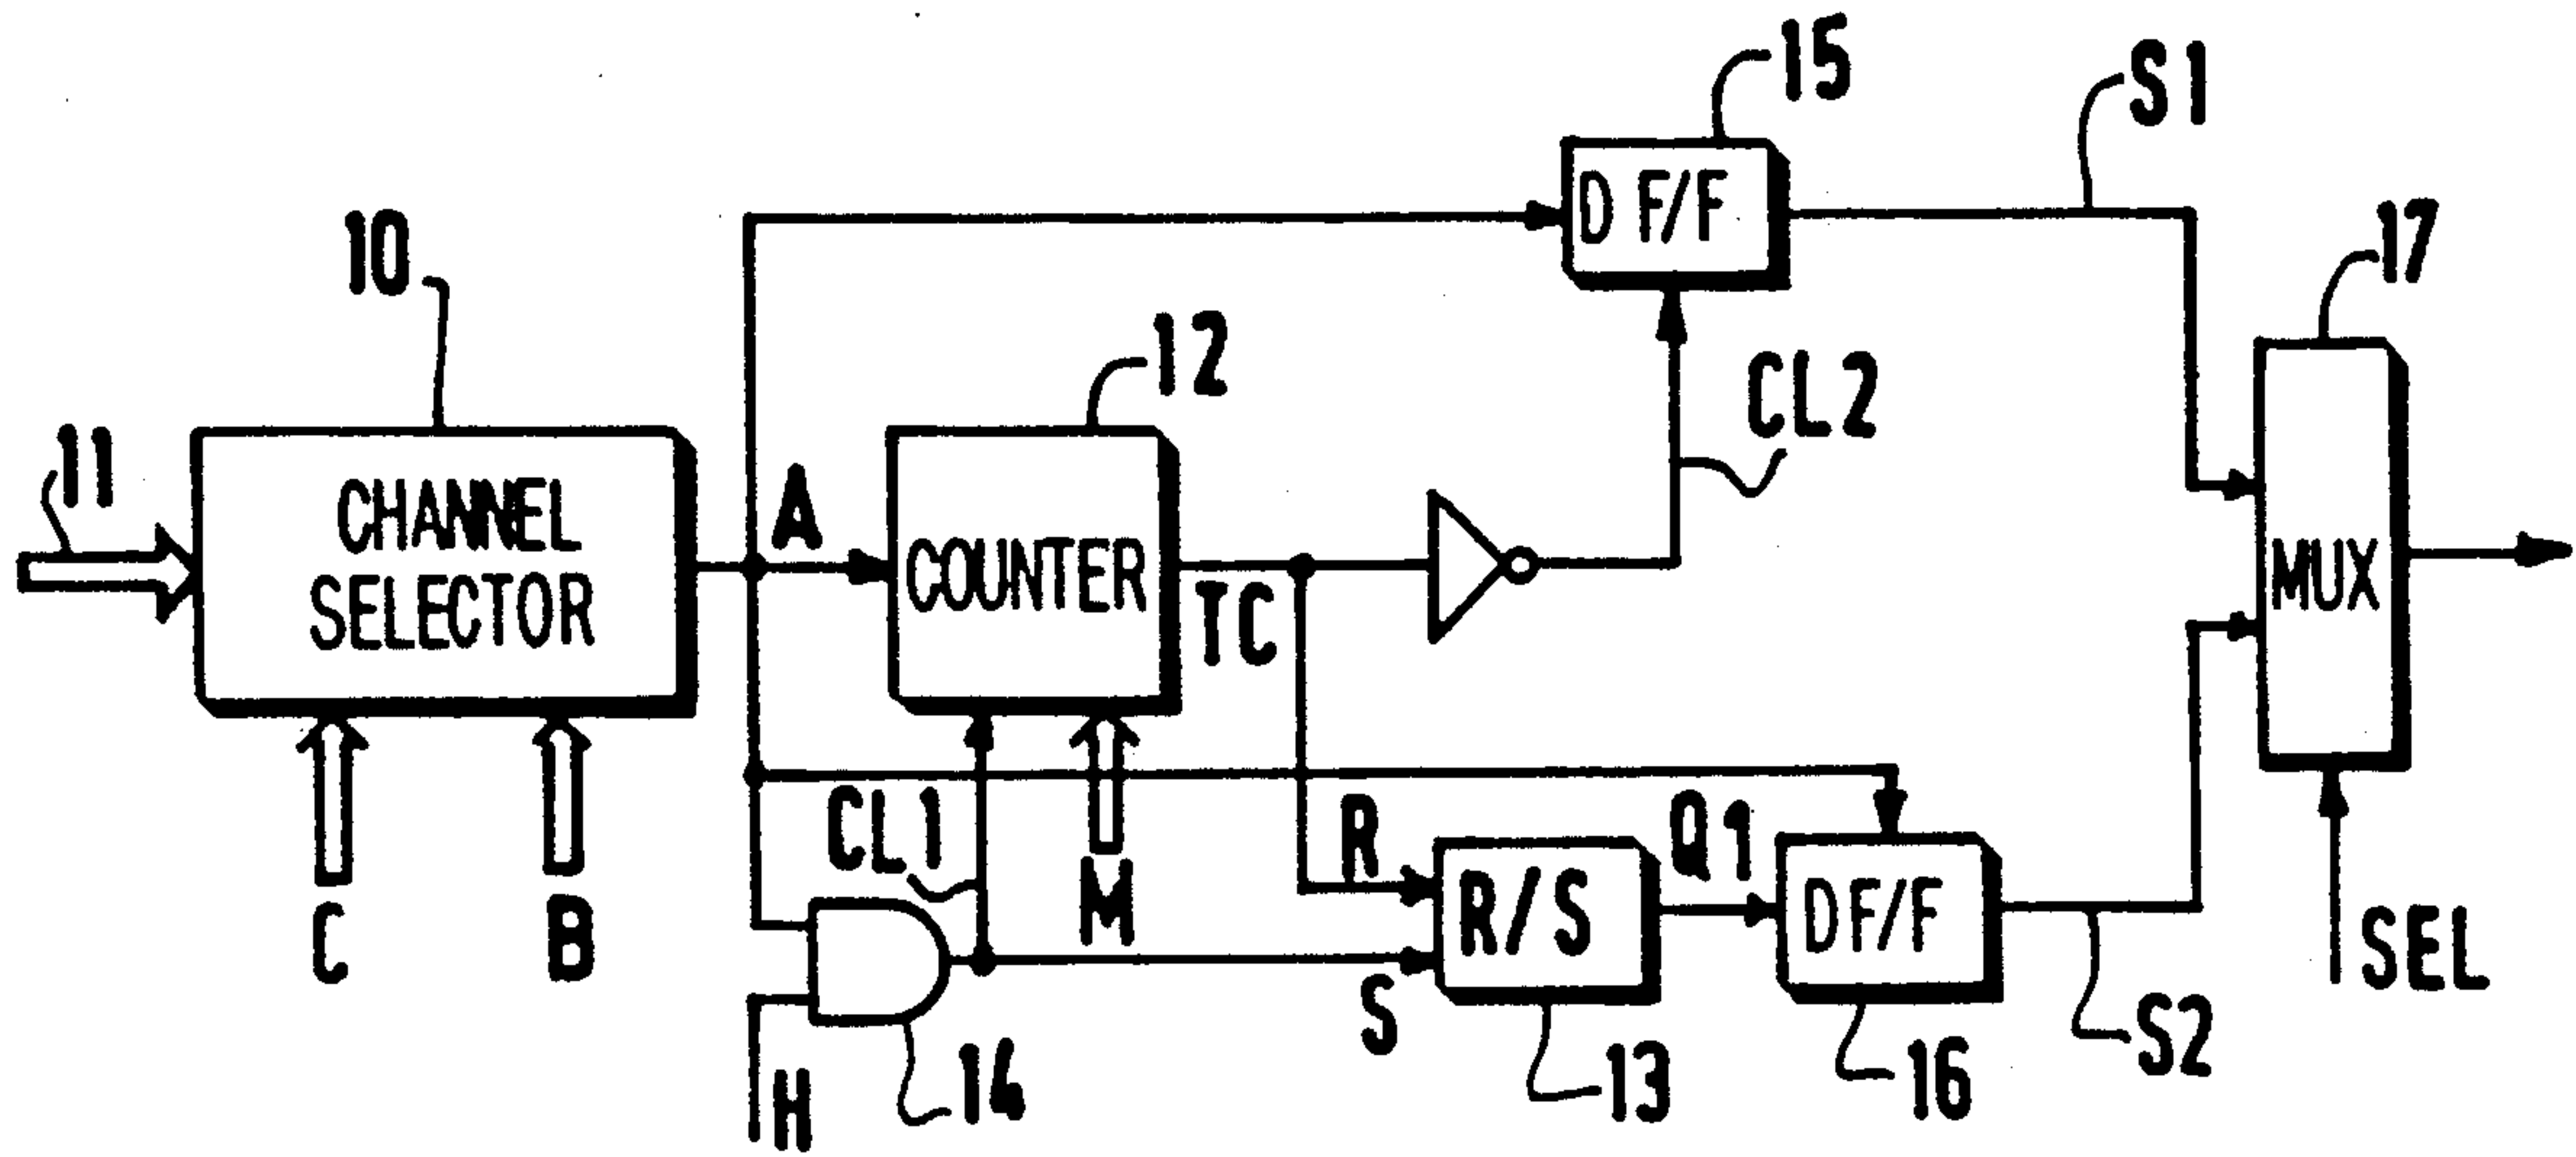 15
S1
10
17
D F/F
12
CL2
11
CHANNEL
SELECTOR
A
COUNTER
TC
MUX
CL1
M
R
Q1
C
B
R/S
D F/F
S
SEL
H
14
13
16
S2